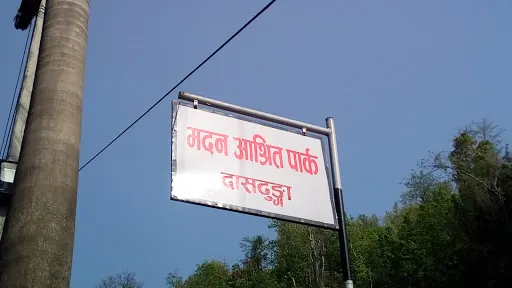 मदन आश्रित पार्क
दासढुङ्गा